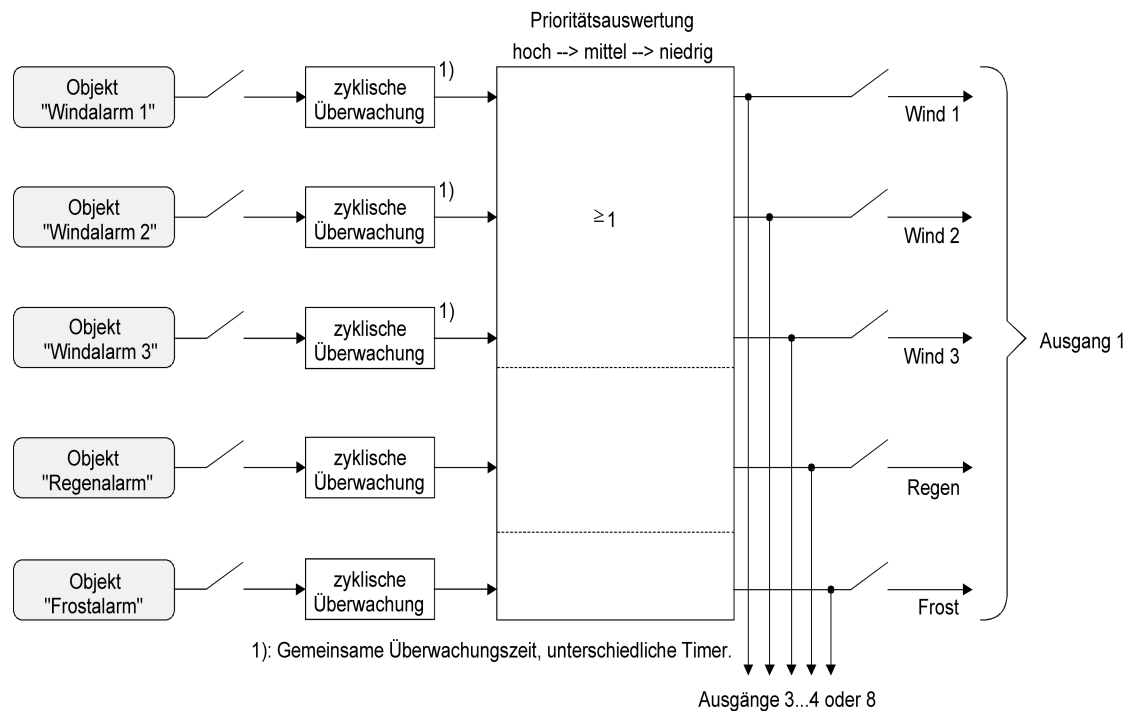 Prioritätsauswertung
hoch --> mittel --> niedrig
Objekt
"Windalarm 1"
zyklische
Überwachung
1)
Wind 1
Objekt
"Windalarm 2"
zyklische
Überwachung
1)
≥1
Wind 2
Objekt
"Windalarm 3"
zyklische
Überwachung
1)
Wind 3
Ausgang 1
Objekt
"Regenalarm"
zyklische
Überwachung
Regen
Objekt
"Frostalarm"
zyklische
Überwachung
Frost
1): Gemeinsame Überwachungszeit, unterschiedliche Timer.
Ausgänge 3...4 oder 8